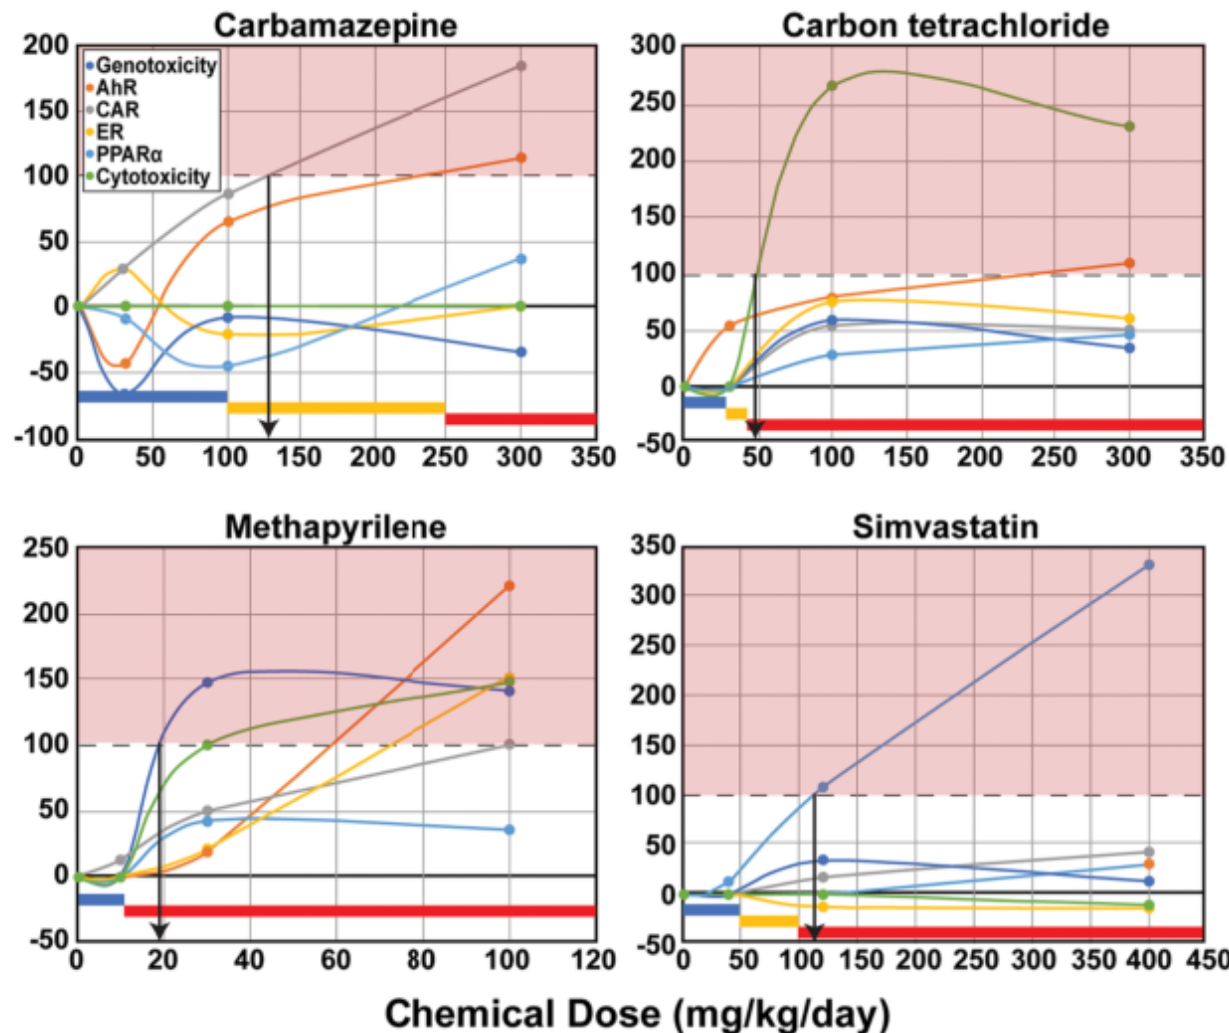 Carbamazepine
200
150
100
50
0
-50
-100
Genotoxicity
AhR
CAR
ER
PPARα
Cytotoxicity
0 50 100 150 200 250 300 350
Carbon tetrachloride
300
250
200
150
100
50
0
-50
0 50 100 150 200 250 300 350
Methapyrilene
250
200
150
100
50
0
-50
0 20 40 60 80 100 120
Simvastatin
350
300
250
200
150
100
50
0
-50
0 50 100 150 200 250 300 350 400 450
Chemical Dose (mg/kg/day)